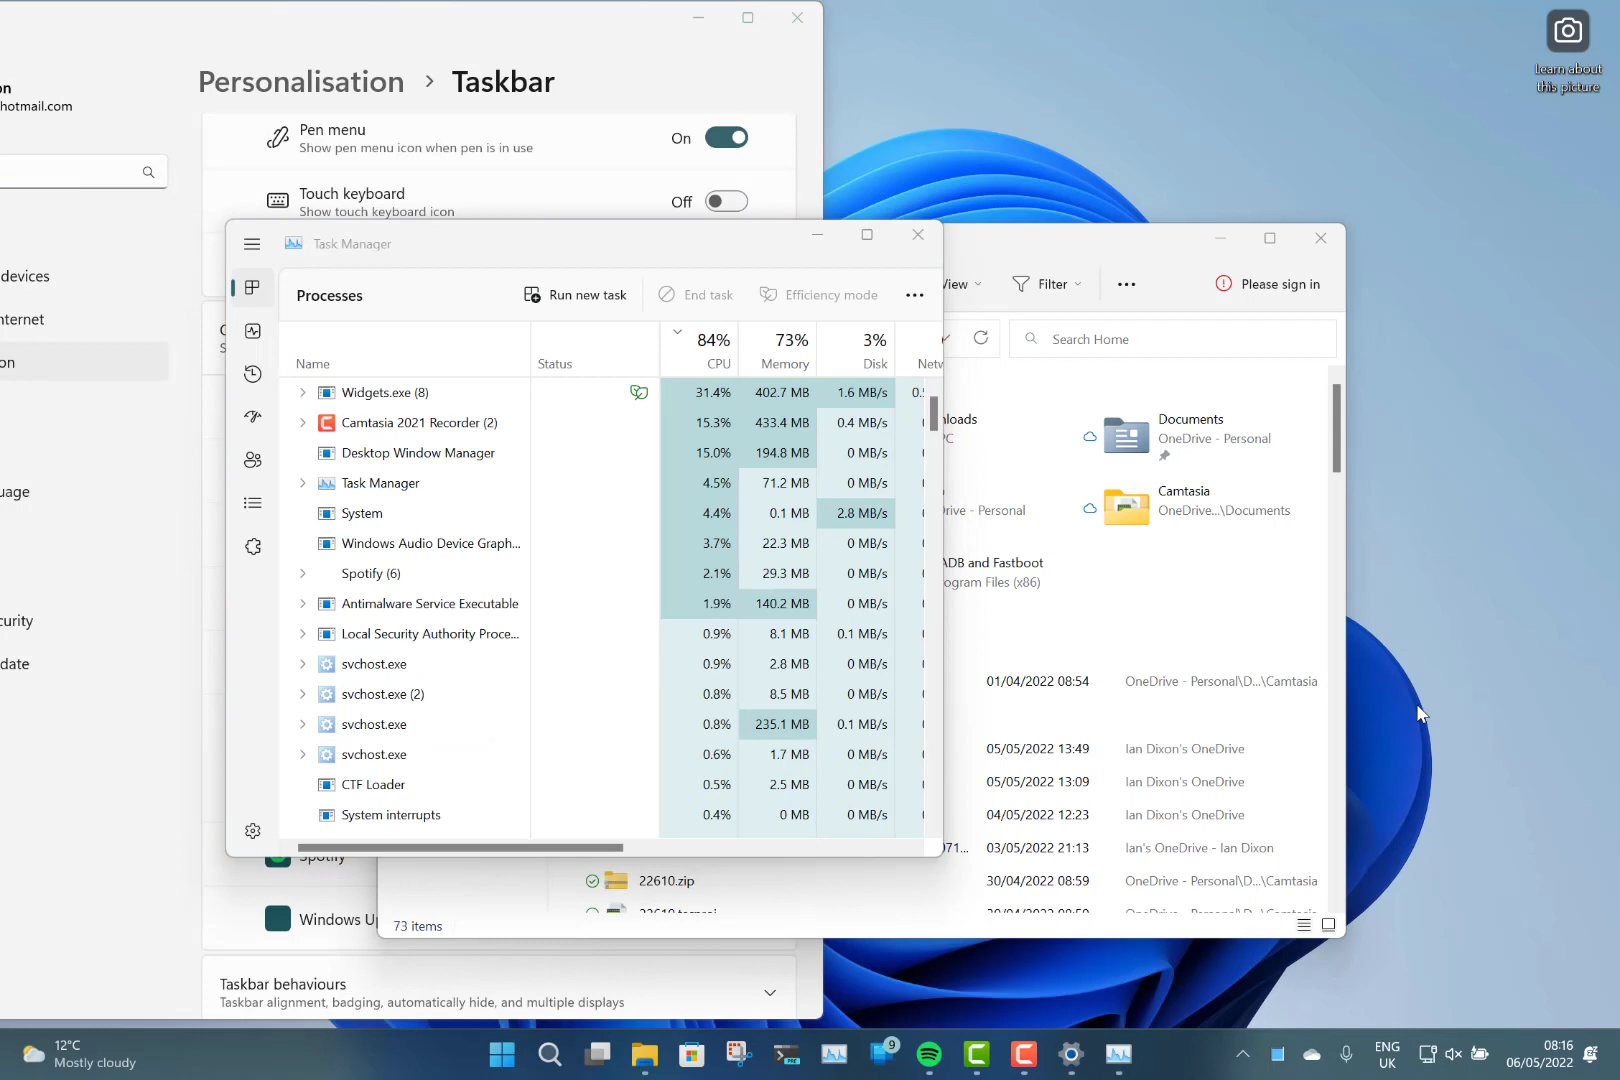 Learn about
this picture
on
hotmail.com
Personalisation > Taskbar
Pen menu
Show pen menu icon when pen is in use
On
Touch keyboard
Show touch keyboard icon
Off
devices
nternet
on
uage
curity
date
Task Manager
Processes
Run new task
End task
Efficiency mode
Name
Status
84%
CPU
73%
Memory
3%
Disk
Netw
Widgets.exe (8) 31.4% 402.7 MB 1.6 MB/s
Camtasia 2021 Recorder (2) 15.3% 433.4 MB 0.4 MB/s
Desktop Window Manager 15.0% 194.8 MB 0 MB/s
Task Manager 4.5% 71.2 MB 0 MB/s
System 4.4% 0.1 MB 2.8 MB/s
Windows Audio Device Graph... 3.7% 22.3 MB 0 MB/s
Spotify (6) 2.1% 29.3 MB 0 MB/s
Antimalware Service Executable 1.9% 140.2 MB 0 MB/s
Local Security Authority Proce... 0.9% 8.1 MB 0.1 MB/s
svchost.exe 0.9% 2.8 MB 0 MB/s
svchost.exe (2) 0.8% 8.5 MB 0 MB/s
svchost.exe 0.8% 235.1 MB 0.1 MB/s
svchost.exe 0.6% 1.7 MB 0 MB/s
CTF Loader 0.5% 2.5 MB 0 MB/s
System interrupts 0.4% 0 MB 0 MB/s
View
Filter
Please sign in
Search Home
nloads
PC
Documents
OneDrive - Personal
Drive - Personal
Camtasia
OneDrive...\Documents
ADB and Fastboot
ogram Files (x86)
01/04/2022 08:54 OneDrive - Personal\D...\Camtasia
05/05/2022 13:49 Ian Dixon's OneDrive
05/05/2022 13:09 Ian Dixon's OneDrive
04/05/2022 12:23 Ian Dixon's OneDrive
071... 03/05/2022 21:13 Ian's OneDrive - Ian Dixon
22610.zip 30/04/2022 08:59 OneDrive - Personal\D...\Camtasia
73 items
Spotify
Windows Up
Taskbar behaviours
Taskbar alignment, badging, automatically hide, and multiple displays
12°C
Mostly cloudy
PRE
9
ENG
UK
08:16
06/05/2022